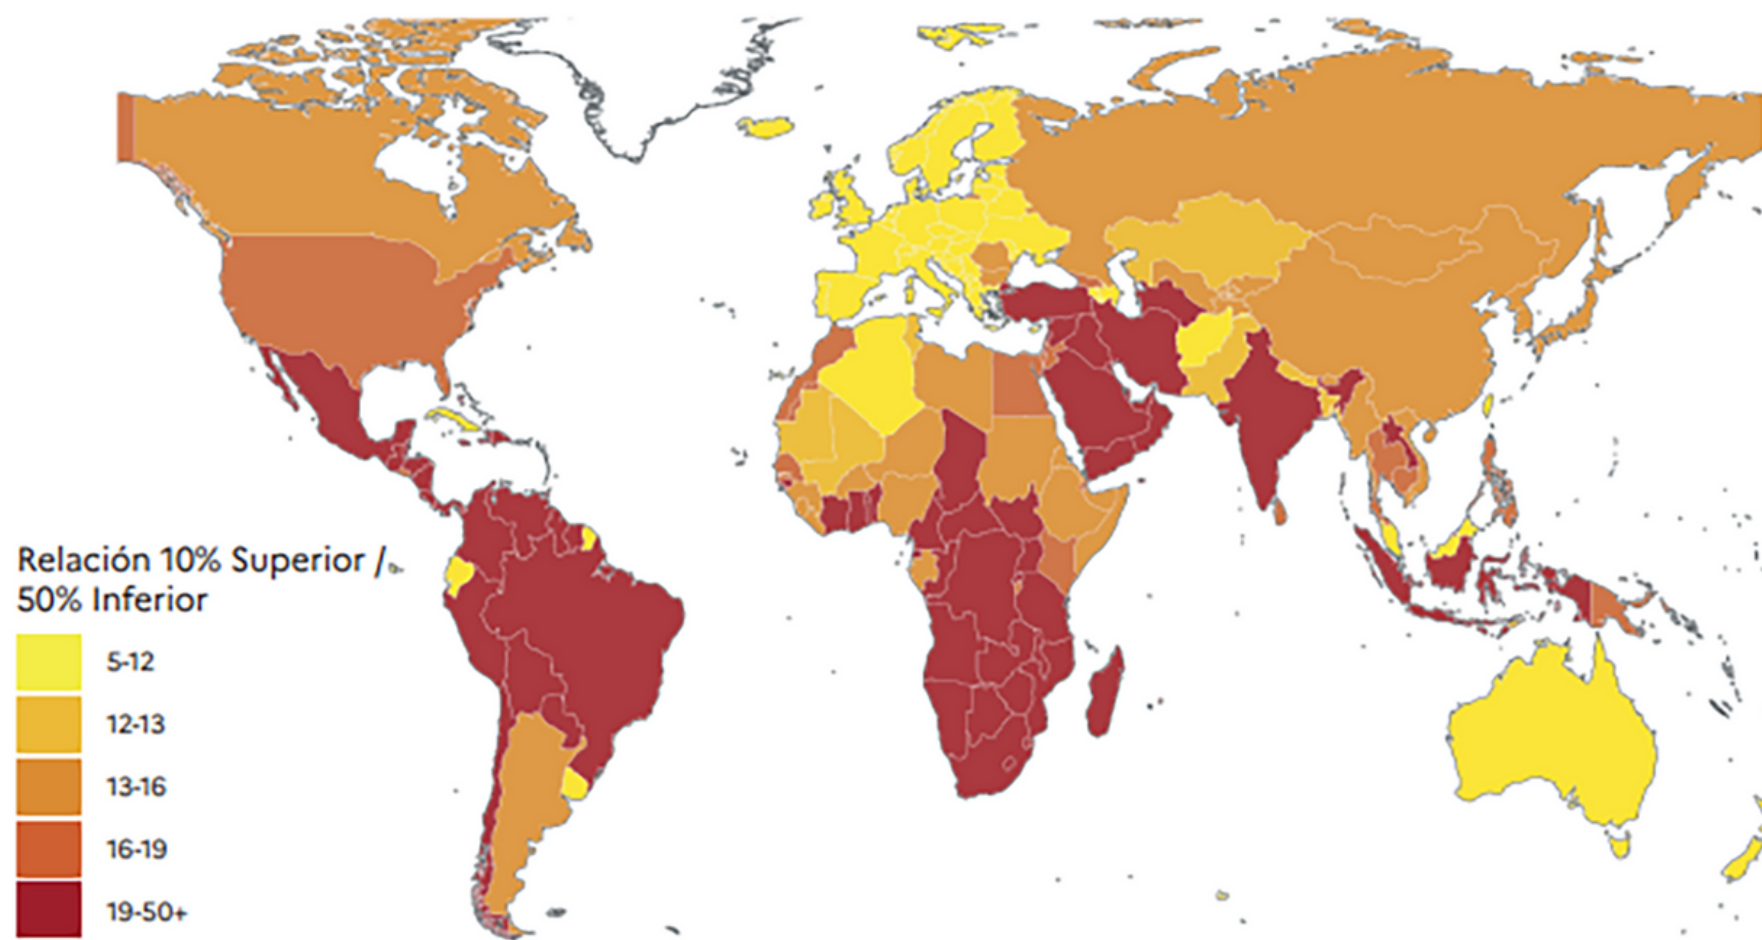 Relación 10% Superior /
50% Inferior
5-12
12-13
13-16
16-19
19-50+